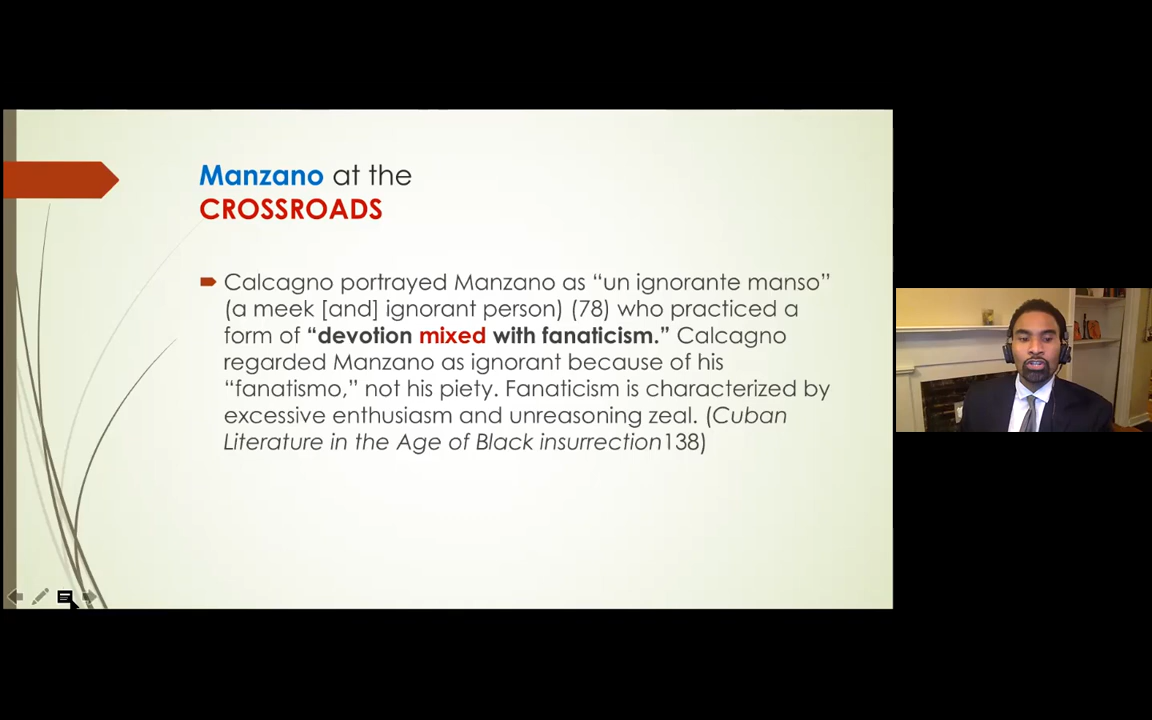 Manzano at the
CROSSROADS
Calcagno portrayed Manzano as “un ignorante manso”
(a meek [and] ignorant person) (78) who practiced a
form of “devotion mixed with fanaticism.” Calcagno
regarded Manzano as ignorant because of his
“fanatismo,” not his piety. Fanaticism is characterized by
excessive enthusiasm and unreasoning zeal. (Cuban
Literature in the Age of Black insurrection138)